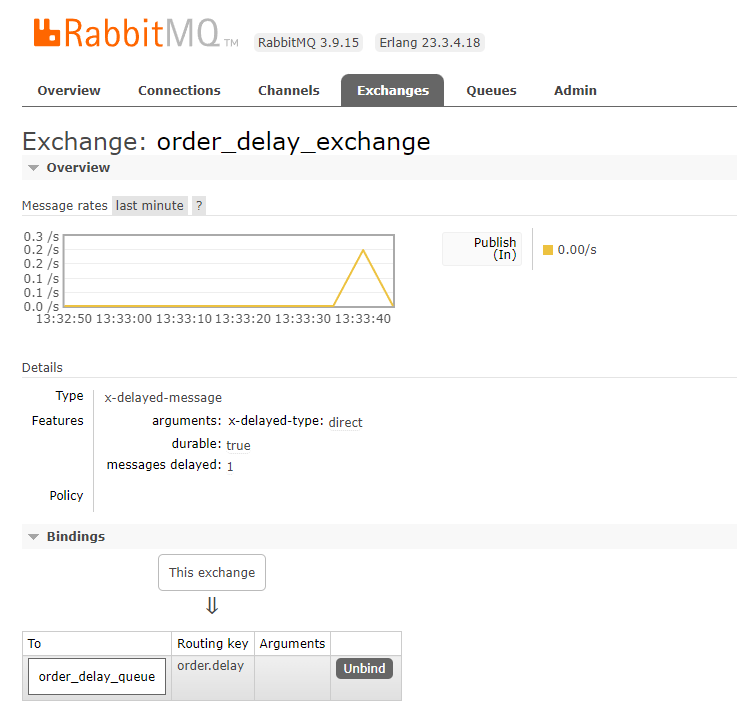 RabbitMQ TM RabbitMQ 3.9.15 Erlang 23.3.4.18
Overview Connections Channels Exchanges Queues Admin
Exchange: order_delay_exchange
Overview
Message rates last minute ?
0.3 /s
0.2 /s
0.2 /s
0.1 /s
0.1 /s
0.0 /s
13:32:50 13:33:00 13:33:10 13:33:20 13:33:30 13:33:40
Publish
(In)
0.00/s
Details
Type x-delayed-message
Features arguments: x-delayed-type: direct
durable: true
messages delayed: 1
Policy
Bindings
This exchange
⇓
To Routing key Arguments
order_delay_queue order.delay Unbind